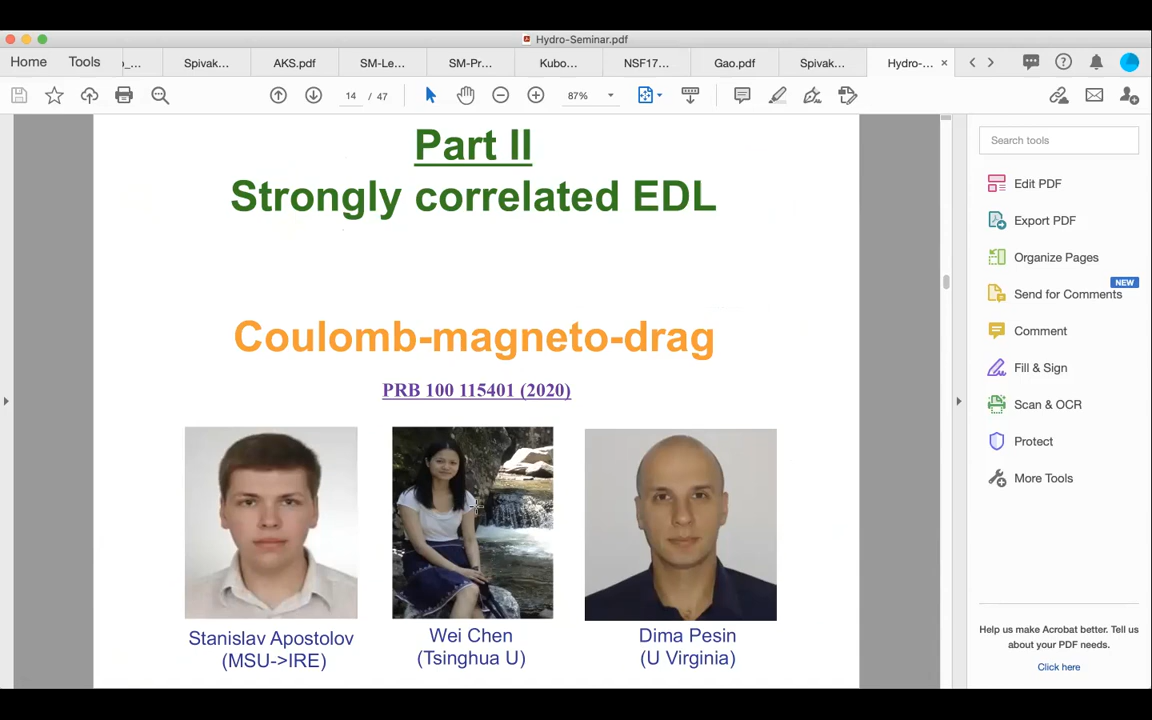 Hydro-Seminar.pdf
Home
Tools
_...
Spivak...
AKS.pdf
SM-Le...
SM-Pr...
Kubo...
NSF17...
Gao.pdf
Spivak...
Hydro-... ×
14 / 47
87%
Part II
Strongly correlated EDL
Coulomb-magneto-drag
PRB 100 115401 (2020)
Stanislav Apostolov
(MSU->IRE)
Wei Chen
(Tsinghua U)
Dima Pesin
(U Virginia)
Search tools
Edit PDF
Export PDF
Organize Pages
NEW
Send for Comments
Comment
Fill & Sign
Scan & OCR
Protect
More Tools
Help us make Acrobat better. Tell us
about your PDF needs.
Click here